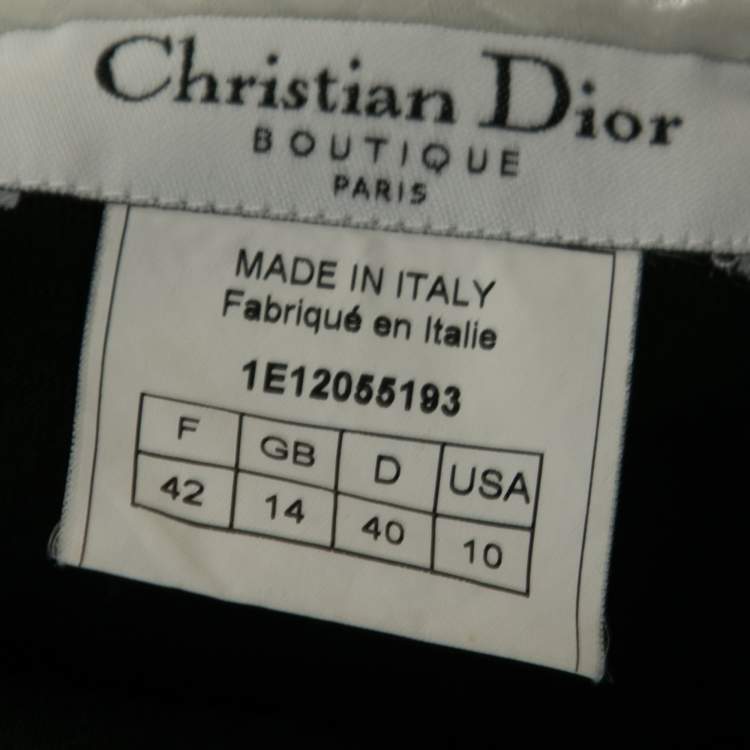 Christian Dior
BOUTIQUE
PARIS
MADE IN ITALY
Fabriqué en Italie
1E12055193
F GB D USA
42 14 40 10